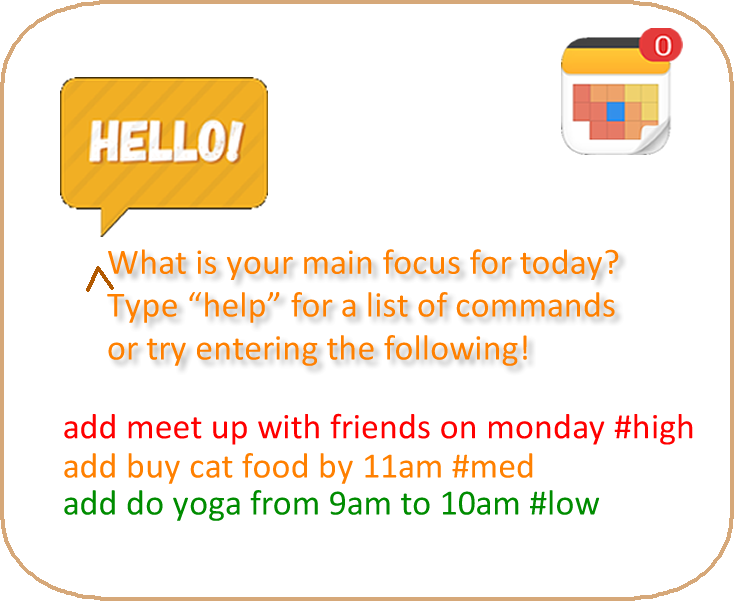 0
HELLO!
What is your main focus for today?
Type “help” for a list of commands
or try entering the following!
add meet up with friends on monday #high
add buy cat food by 11am #med
add do yoga from 9am to 10am #low